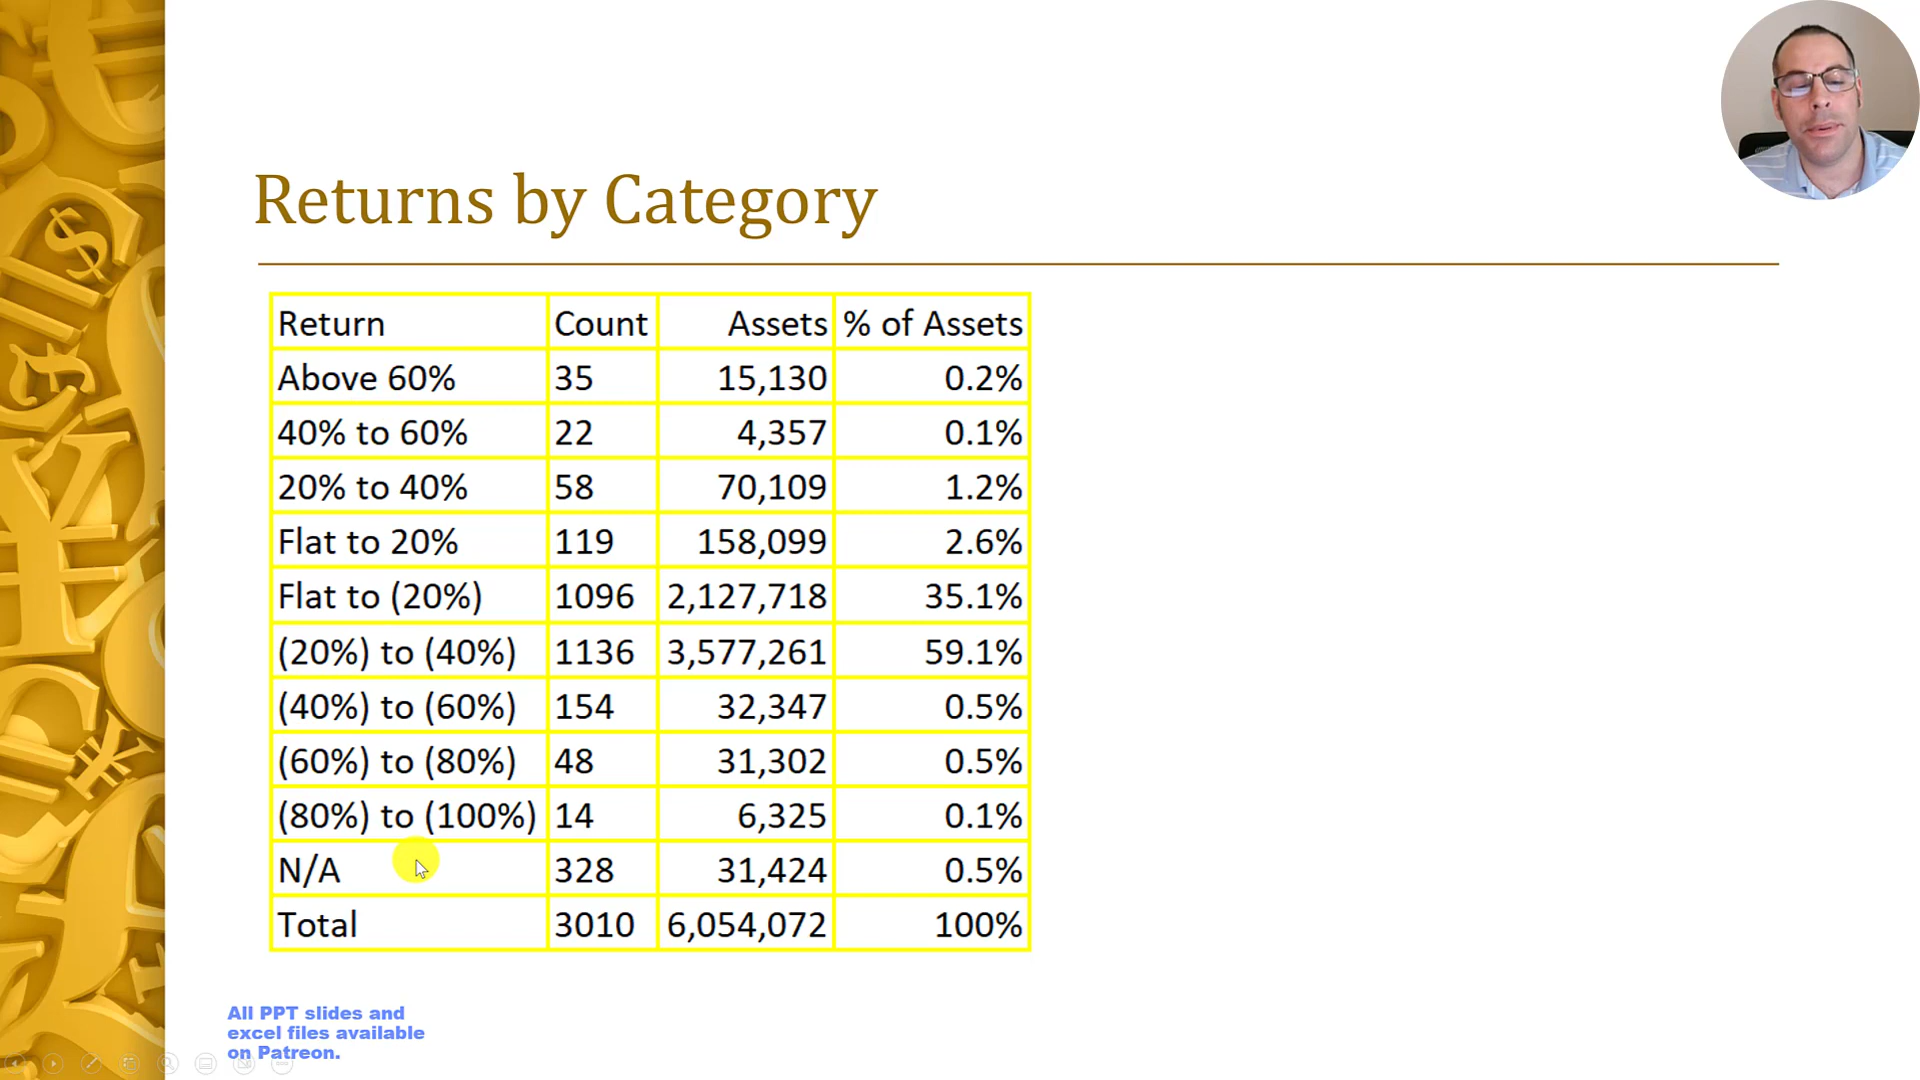 Returns by Category
Return Count Assets % of Assets
Above 60% 35 15,130 0.2%
40% to 60% 22 4,357 0.1%
20% to 40% 58 70,109 1.2%
Flat to 20% 119 158,099 2.6%
Flat to (20%) 1096 2,127,718 35.1%
(20%) to (40%) 1136 3,577,261 59.1%
(40%) to (60%) 154 32,347 0.5%
(60%) to (80%) 48 31,302 0.5%
(80%) to (100%) 14 6,325 0.1%
N/A 328 31,424 0.5%
Total 3010 6,054,072 100%
All PPT slides and
excel files available
on Patreon.